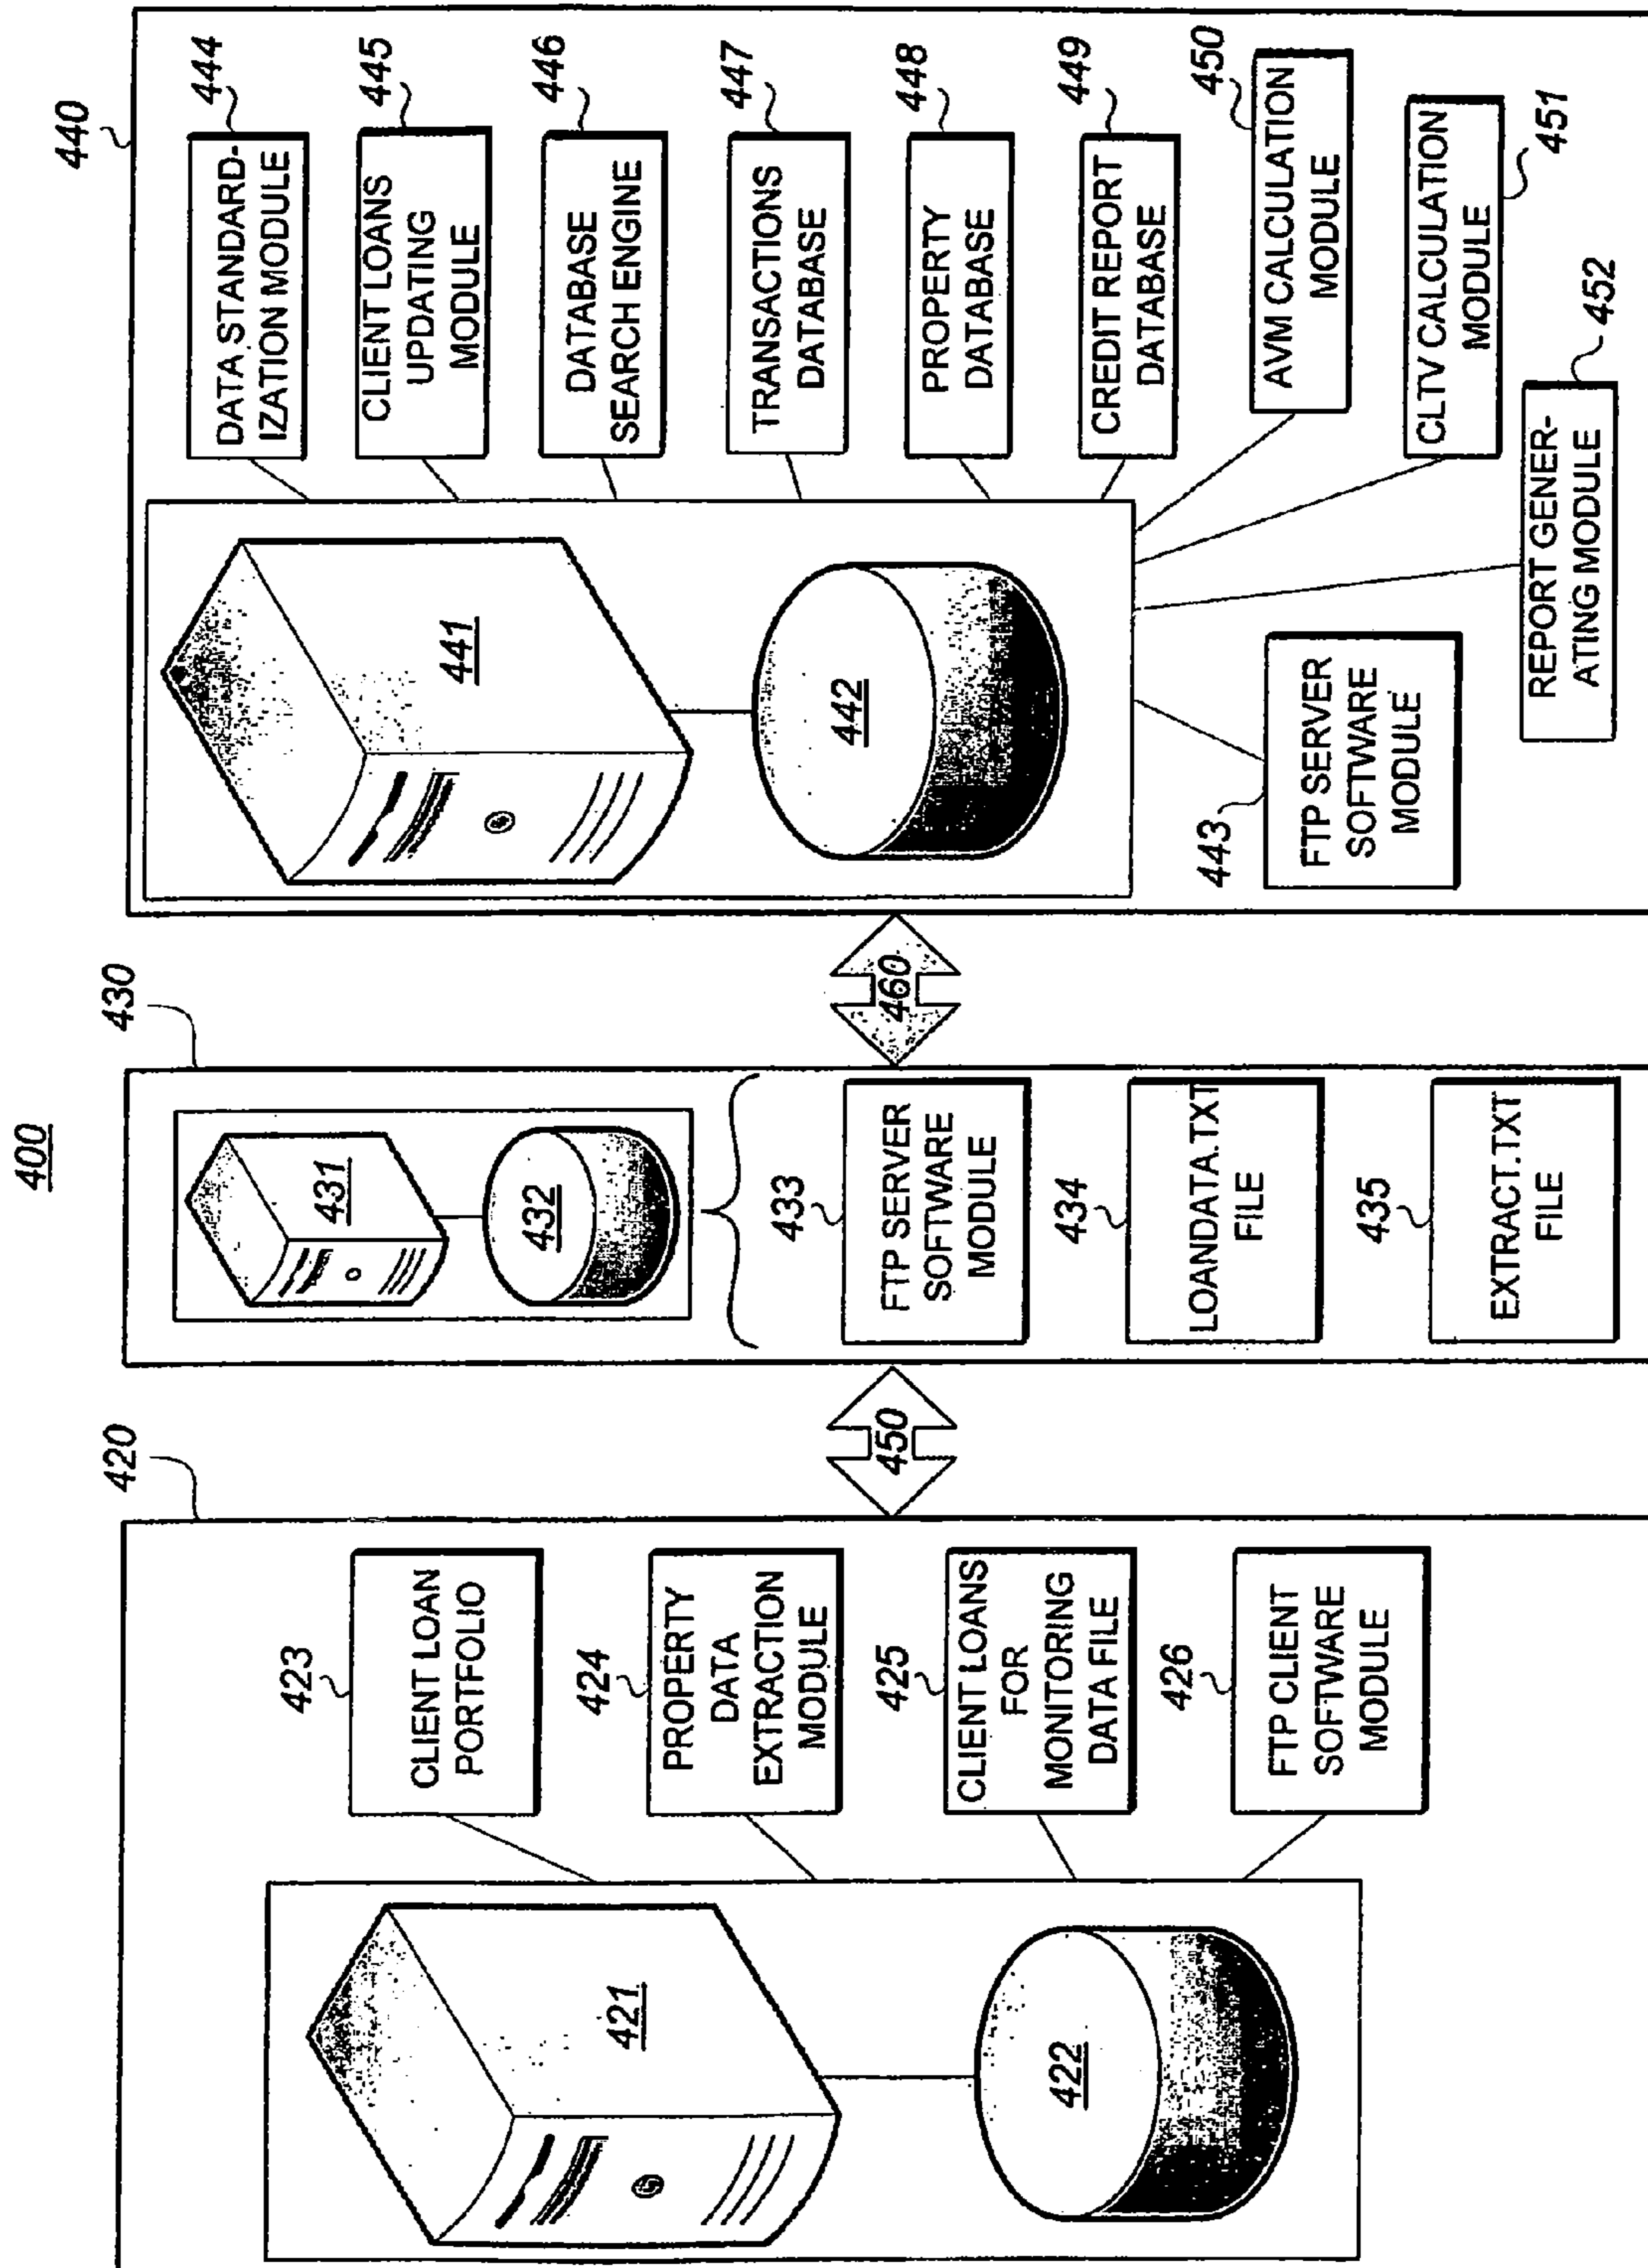 400
420
421
422
423
CLIENT LOAN
PORTFOLIO
424
PROPERTY
DATA
EXTRACTION
MODULE
425
CLIENT LOANS
FOR
MONITORING
DATA FILE
426
FTP CLIENT
SOFTWARE
MODULE
450
430
431
432
433
FTP SERVER
SOFTWARE
MODULE
434
LOANDATA.TXT
FILE
435
EXTRACT.TXT
FILE
460
440
441
442
443
FTP SERVER
SOFTWARE
MODULE
444
DATA STANDARD-
IZATION MODULE
445
CLIENT LOANS
UPDATING
MODULE
446
DATABASE
SEARCH ENGINE
447
TRANSACTIONS
DATABASE
448
PROPERTY
DATABASE
449
CREDIT REPORT
DATABASE
450
AVM CALCULATION
MODULE
451
CLTV CALCULATION
MODULE
452
REPORT GENER-
ATING MODULE